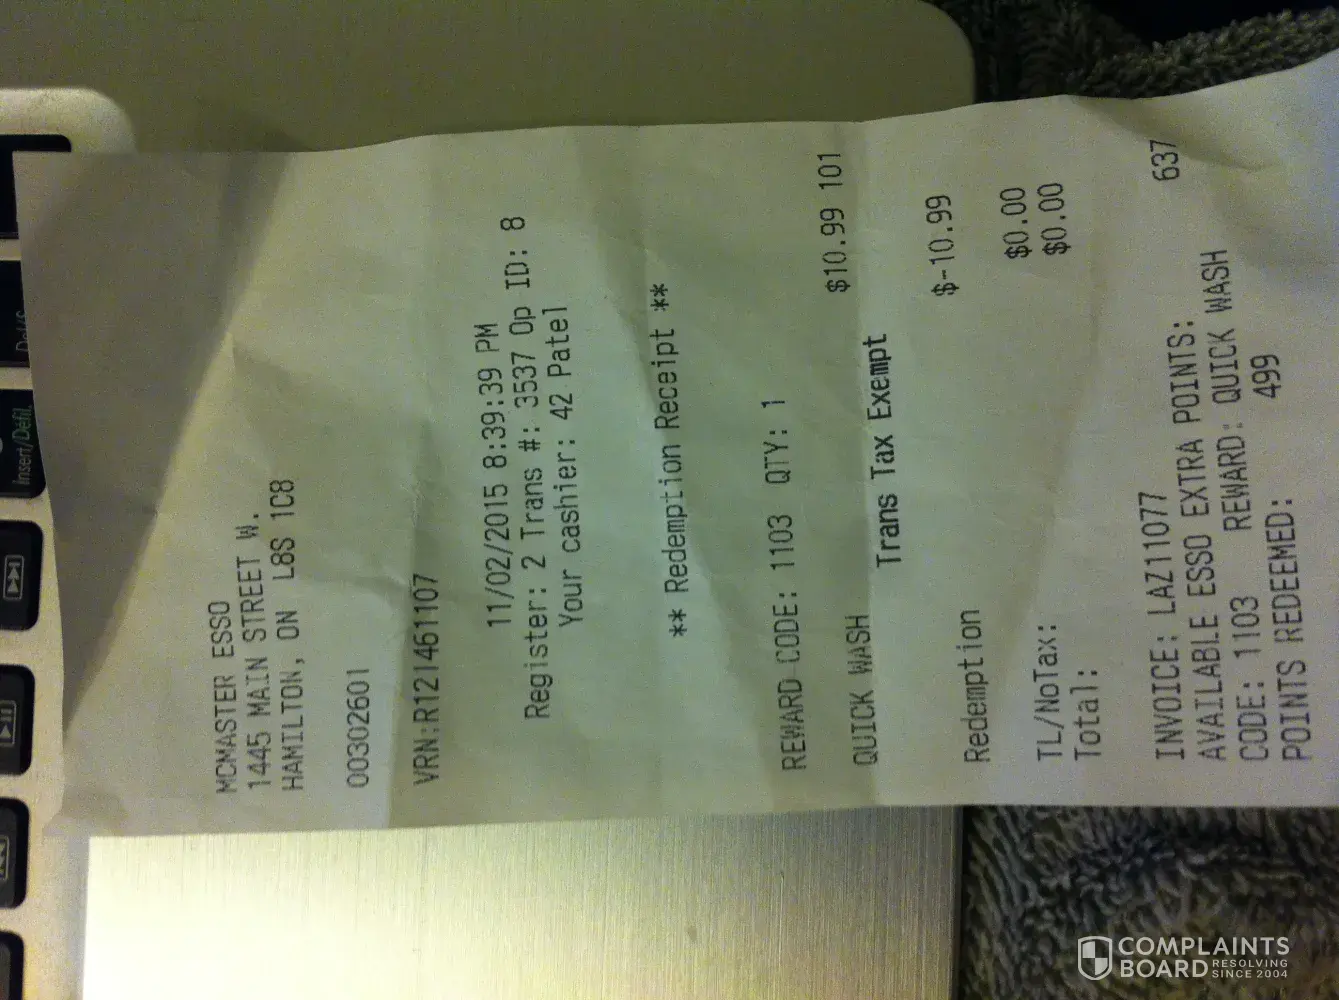 MCMASTER ESSO
1445 MAIN STREET W.
HAMILTON, ON L8S 1C8
00302601
VRN:R121461107
11/02/2015 8:39:39 PM
Register: 2 Trans #: 3537 Op ID: 8
Your cashier: 42 Patel
** Redemption Receipt **
REWARD CODE: 1103 QTY: 1
QUICK WASH $10.99 101
Trans Tax Exempt
Redemption $-10.99
TL/NoTax: $0.00
Total: $0.00
INVOICE: LAZ11077
AVAILABLE ESSO EXTRA POINTS: 637
CODE: 1103 REWARD: QUICK WASH
POINTS REDEEMED: 499
Insert/Défil.
COMPLAINTS
BOARD RESOLVING
SINCE 2004